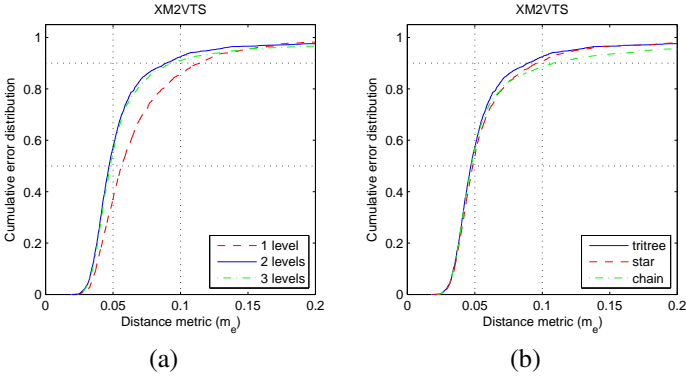 XM2VTS
1
0.8
0.6
0.4
0.2
0
Cumulative error distribution
0
0.05
0.1
0.15
0.2
Distance metric (m_e)
1 level
2 levels
3 levels
(a)
XM2VTS
1
0.8
0.6
0.4
0.2
0
Cumulative error distribution
0
0.05
0.1
0.15
0.2
Distance metric (m_e)
tritree
star
chain
(b)